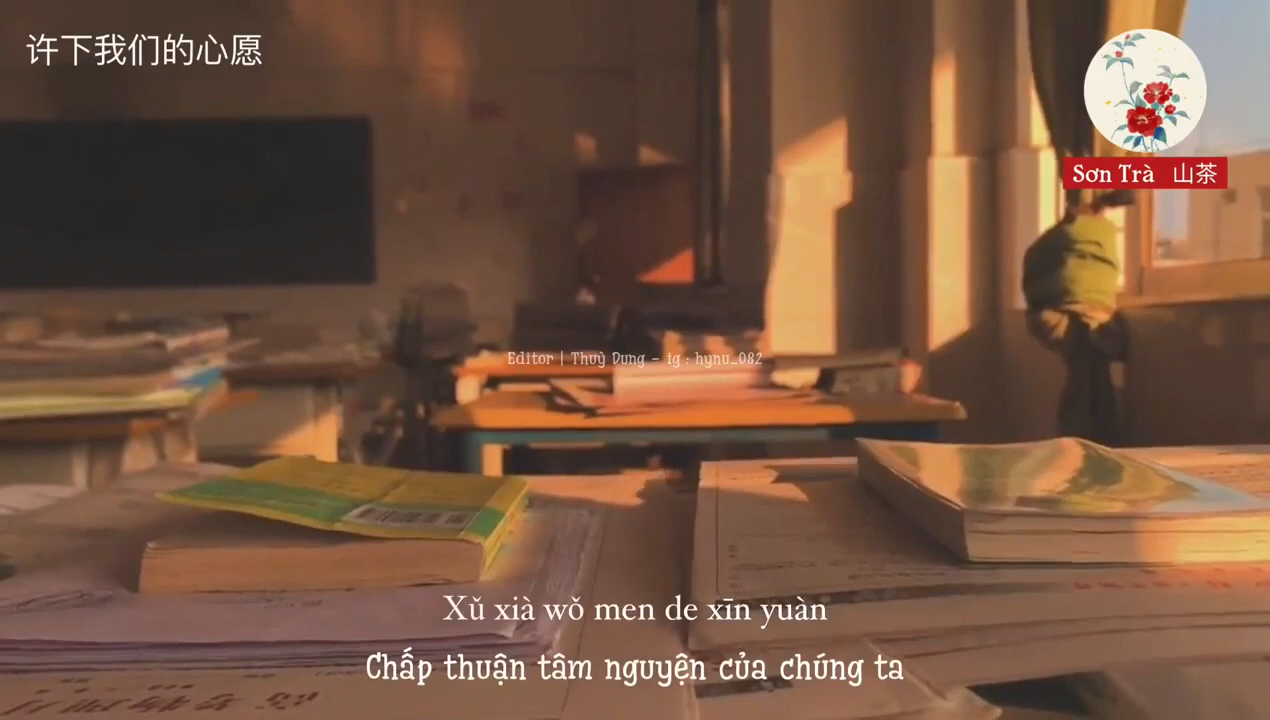 许下我们的心愿
Sơn Trà 山茶
Editor | Thuỳ Dung - ig : hynu_082
Xǔ xià wǒ men de xīn yuàn
Chấp thuận tâm nguyện của chúng ta